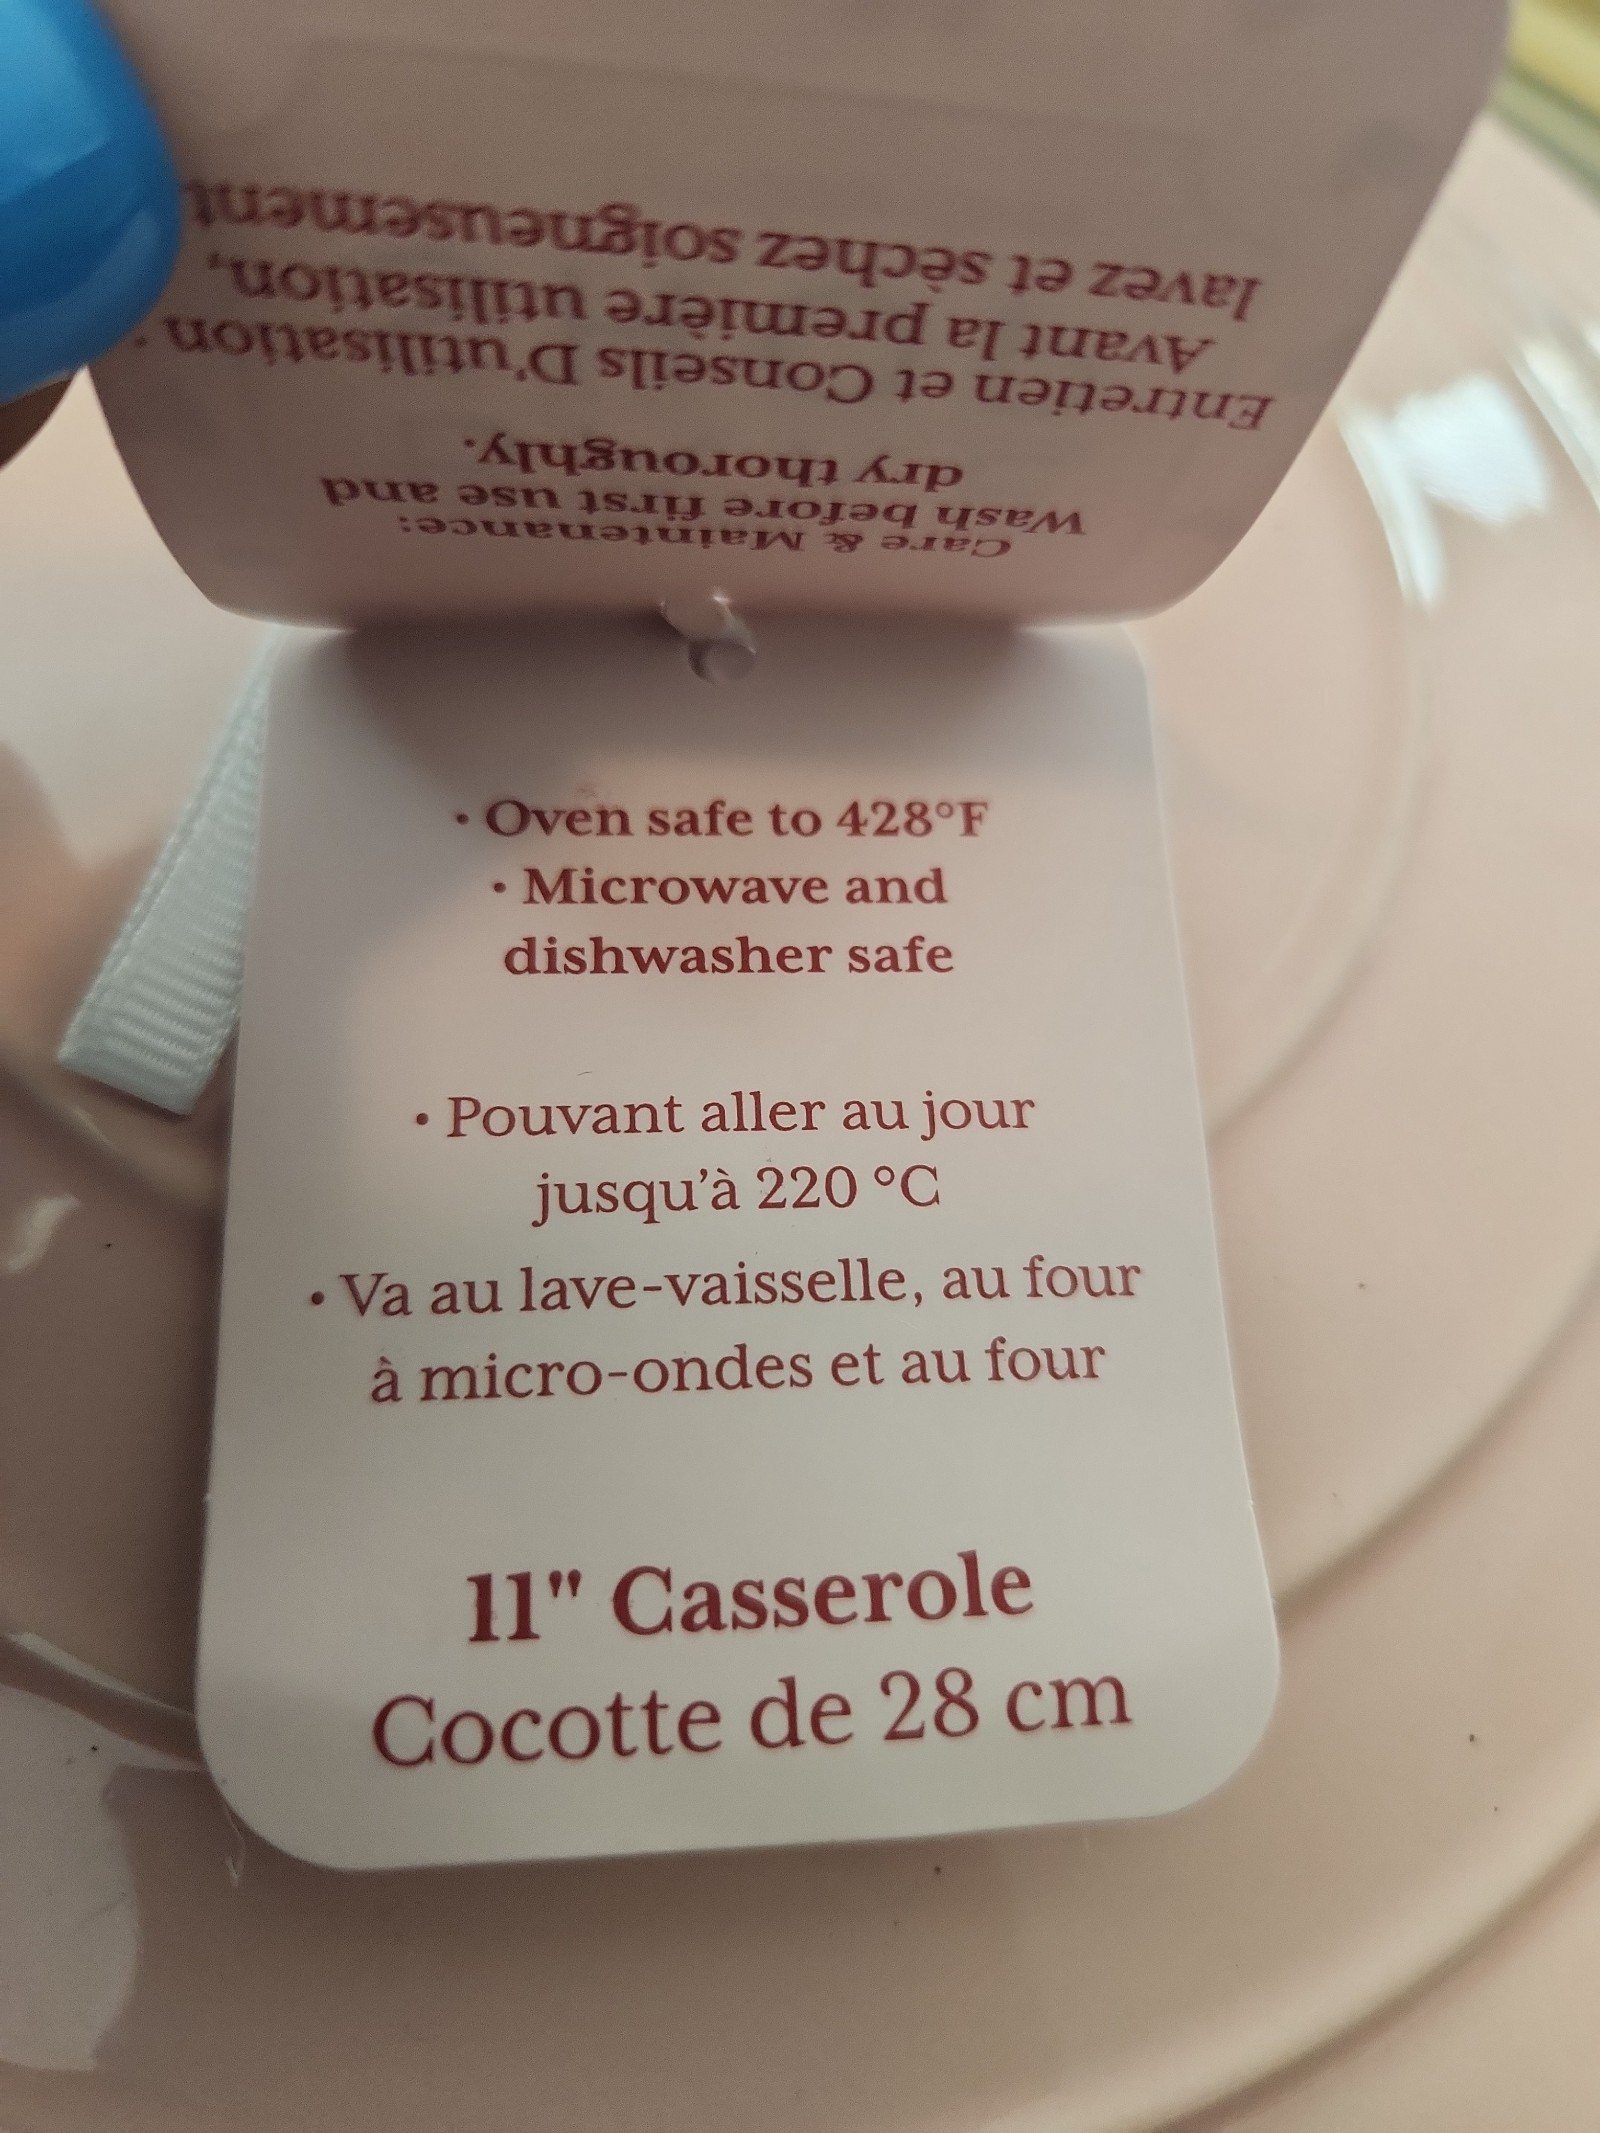 Care & Maintenance:
Wash before first use and
dry thoroughly.
Entretien et Conseils D'utilisation
Avant la première utilisation,
lavez et sèchez soigneusement
• Oven safe to 428°F
• Microwave and
dishwasher safe
• Pouvant aller au jour
jusqu'à 220 °C
• Va au lave-vaisselle, au four
à micro-ondes et au four
11" Casserole
Cocotte de 28 cm